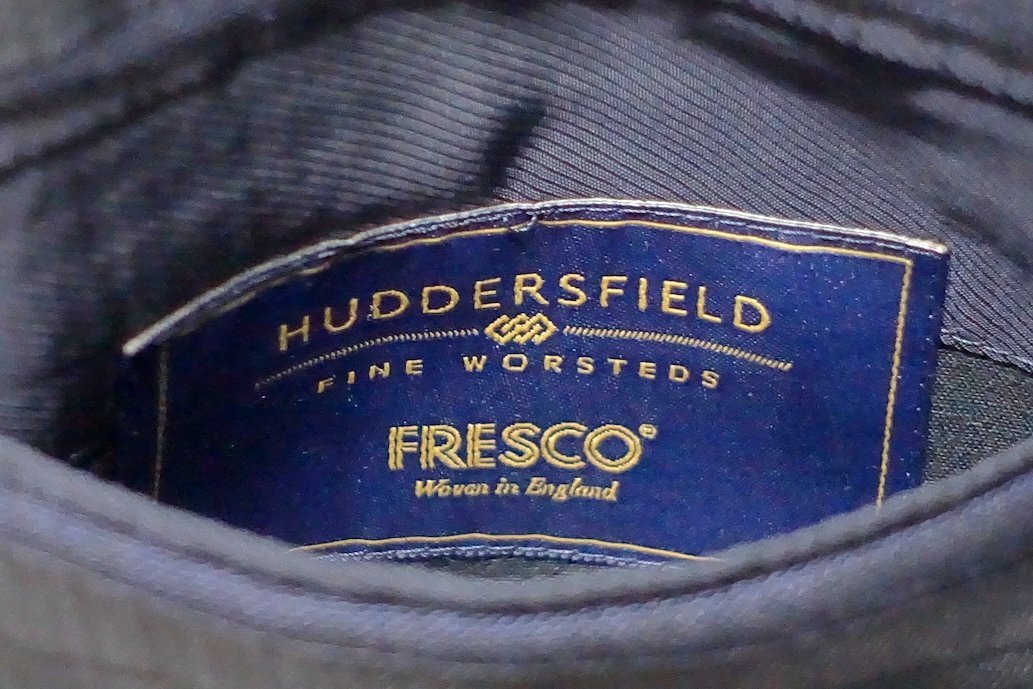 HUDDERSFIELD
FINE WORSTEDS
FRESCO®
Woven in England